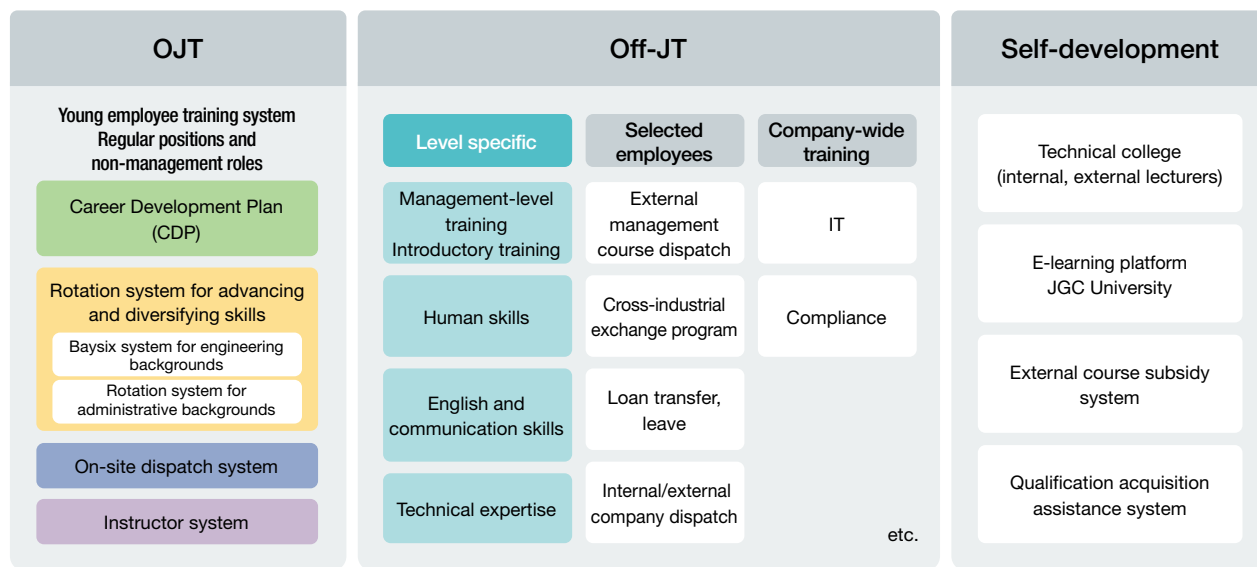 OJT
Young employee training system
Regular positions and
non-management roles
Career Development Plan
(CDP)
Rotation system for advancing
and diversifying skills
Baysix system for engineering
backgrounds
Rotation system for
administrative backgrounds
On-site dispatch system
Instructor system
Off-JT
Level specific
Management-level
training
Introductory training
Human skills
English and
communication skills
Technical expertise
Selected
employees
External
management
course dispatch
Cross-industrial
exchange program
Loan transfer,
leave
Internal/external
company dispatch
Company-wide
training
IT
Compliance
etc.
Self-development
Technical college
(internal, external lecturers)
E-learning platform
JGC University
External course subsidy
system
Qualification acquisition
assistance system